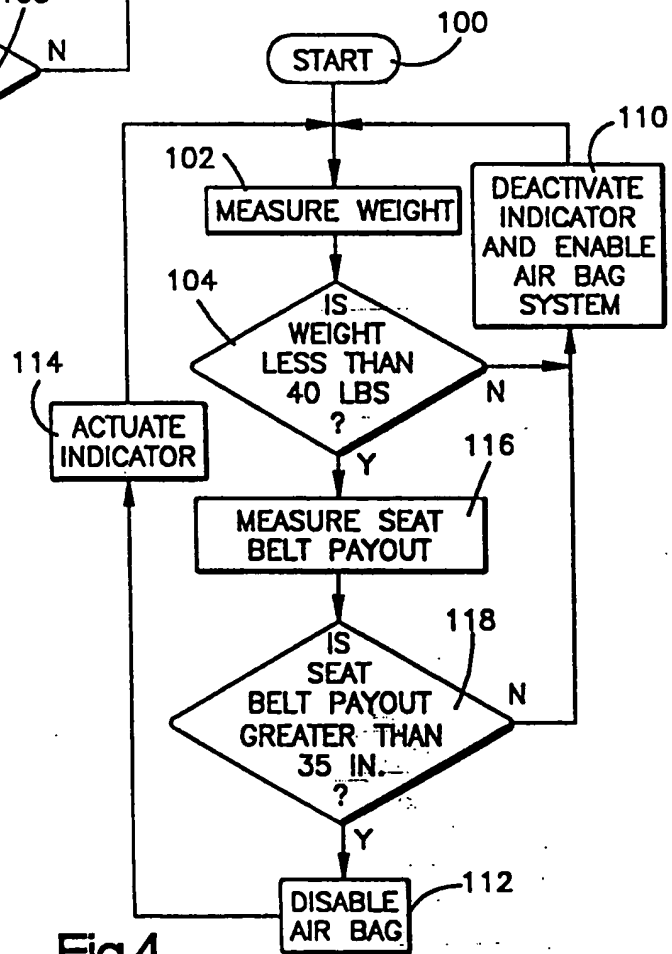 N
100
START
110
102
MEASURE WEIGHT
DEACTIVATE
INDICATOR
AND ENABLE
AIR BAG
SYSTEM
104
IS
WEIGHT
LESS THAN
40 LBS
?
N
Y
114
ACTUATE
INDICATOR
116
MEASURE SEAT
BELT PAYOUT
118
IS
SEAT
BELT PAYOUT
GREATER THAN
35 IN.
?
N
Y
112
DISABLE
AIR BAG
Fig.4